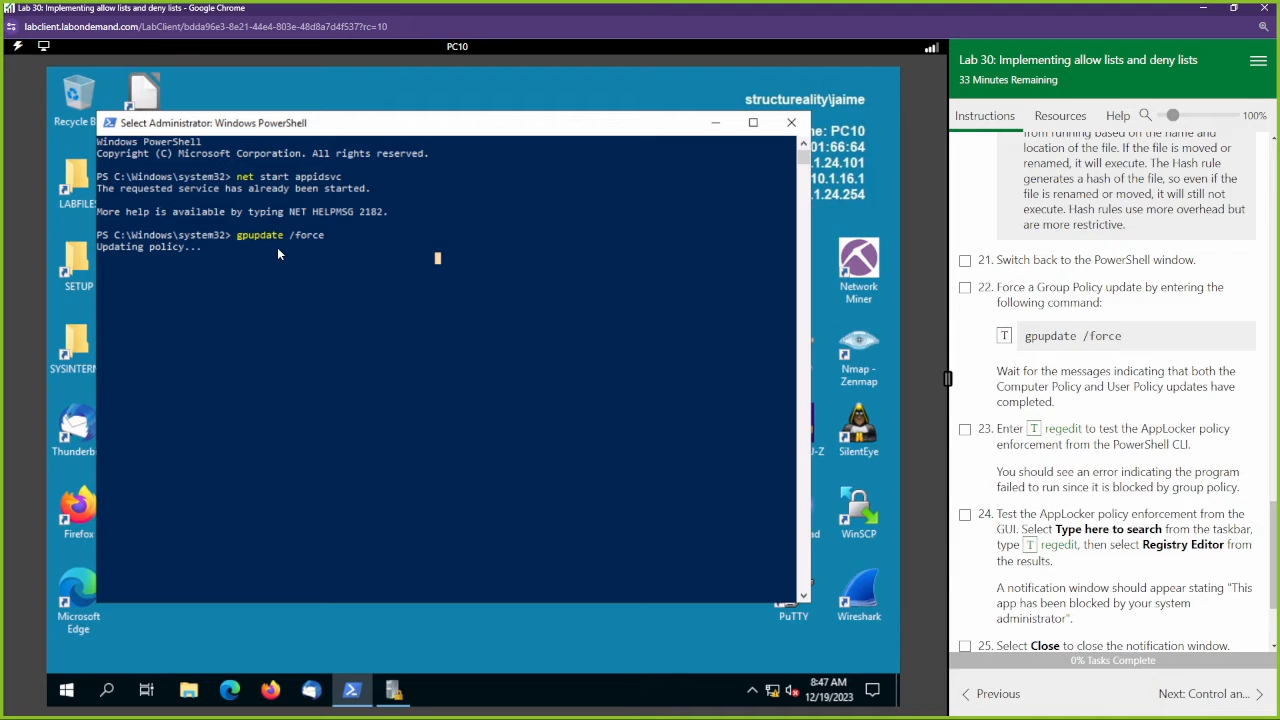 Lab 30: Implementing allow lists and deny lists - Google Chrome
labclient.labondemand.com/LabClient/bdda96e3-8e21-44e4-803e-48d8a7d4f537?rc=10
PC10
Recycle B
LABFILE
SETUP
SYSINTERN
Thunderb
Firefox
Microsoft
Edge
structureality\jaime
me: PC10
:01:66:64
.1.24.101
10.1.16.1
.1.24.254
Network
Miner
Nmap -
Zenmap
U-Z
SilentEye
ad
WinSCP
PuTTY
Wireshark
Select Administrator: Windows PowerShell
Windows PowerShell
Copyright (C) Microsoft Corporation. All rights reserved.
PS C:\Windows\system32> net start appidsvc
The requested service has already been started.
More help is available by typing NET HELPMSG 2182.
PS C:\Windows\system32> gpupdate /force
Updating policy...
8:47 AM
12/19/2023
Lab 30: Implementing allow lists and deny lists
33 Minutes Remaining
Instructions Resources Help 100%
from running based on the name and
location of the file. If the file is moved or
renamed, it will execute. The Hash rule
generates a hash of the file, so even if the
file is renamed or moved, it will still not
execute. Hash rules use more overhead but
are more restrictive.
21. Switch back to the PowerShell window.
22. Force a Group Policy update by entering the
following command:
T gpupdate /force
Wait for the messages indicating that both the
Computer Policy and User Policy updates have
completed.
23. Enter T regedit to test the AppLocker policy
enforcement from the PowerShell CLI.
You should see an error indicating the program
failed to run since it is blocked by group policy.
24. Test the AppLocker policy enforcement from the
GUI. Select Type here to search from the taskbar,
type T regedit, then select Registry Editor from
the results.
A notification window should appear stating "This
app has been blocked by your system
administrator".
25. Select Close to close the notification window.
0% Tasks Complete
Previous
Next: Control an...